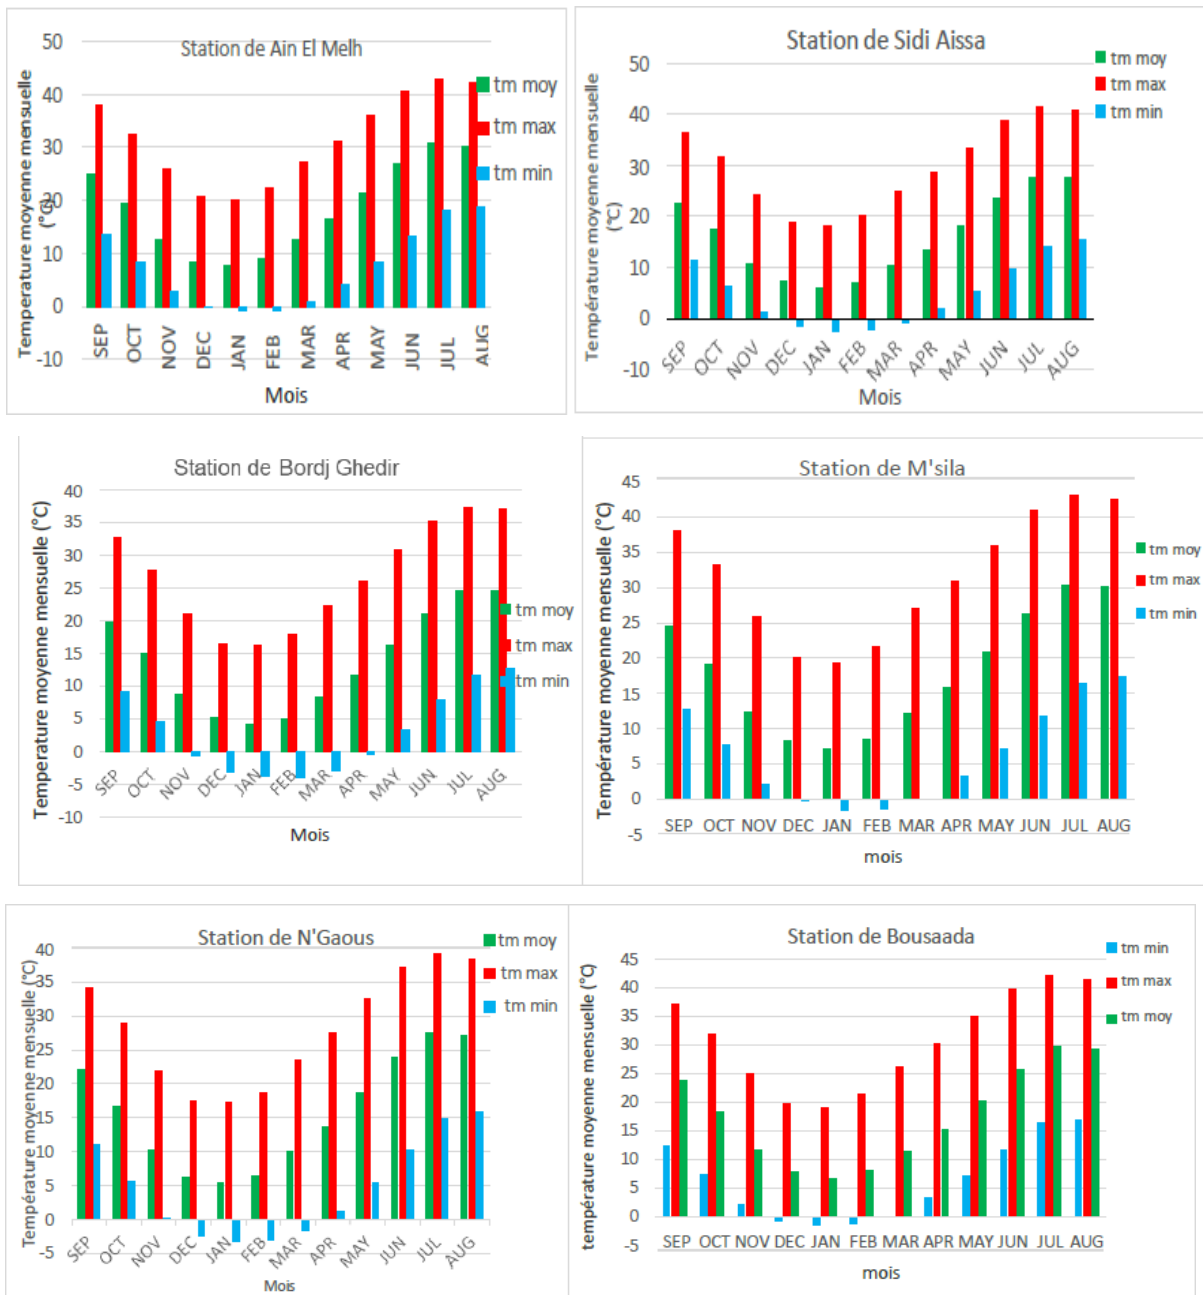 Station de Ain El Melh
Température moyenne mensuelle
(°C)
50
40
30
20
10
0
-10
SEP OCT NOV DEC JAN FEB MAR APR MAY JUN JUL AUG
Mois
tm moy
tm max
tm min
Station de Sidi Aissa
Température moyenne mensuelle
(°C)
50
40
30
20
10
0
-10
SEP OCT NOV DEC JAN FEB MAR APR MAY JUN JUL AUG
Mois
tm moy
tm max
tm min
Station de Bordj Ghedir
Température moyenne mensuelle (°C)
40
35
30
25
20
15
10
5
0
-5
-10
SEP OCT NOV DEC JAN FEB MAR APR MAY JUN JUL AUG
Mois
tm moy
tm max
tm min
Station de M'sila
Température moyenne mensuelle (°C)
45
40
35
30
25
20
15
10
5
0
-5
SEP OCT NOV DEC JAN FEB MAR APR MAY JUN JUL AUG
mois
tm moy
tm max
tm min
Station de N'Gaous
Température moyenne mensuelle (°C)
40
35
30
25
20
15
10
5
0
-5
SEP OCT NOV DEC JAN FEB MAR APR MAY JUN JUL AUG
Mois
tm moy
tm max
tm min
Station de Bousaada
température moyenne mensuelle (°C)
45
40
35
30
25
20
15
10
5
0
-5
SEP OCT NOV DEC JAN FEB MAR APR MAY JUN JUL AUG
mois
tm min
tm max
tm moy